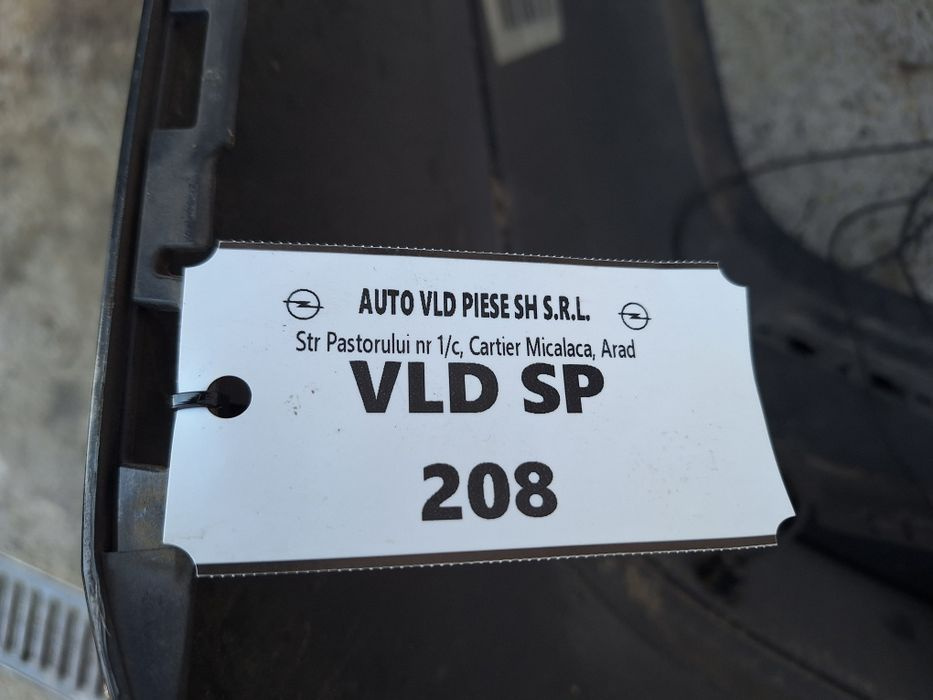 AUTO VLD PIESE SH S.R.L.
Str Pastorului nr 1/c, Cartier Micalaca, Arad
VLD SP
208